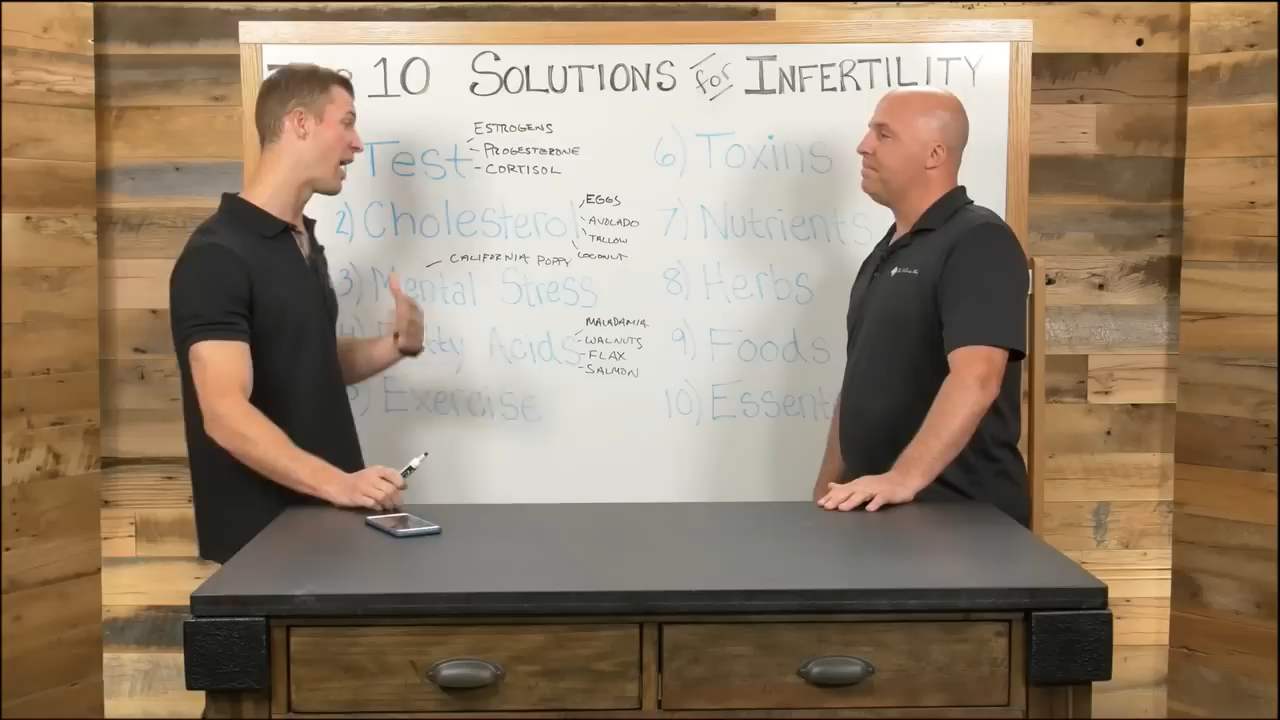 10 SOLUTIONS for INFERTILITY
Test
ESTROGENS
- PROGESTERONE
- CORTISOL
2) Cholesterol
EGGS
AVOCADO
TALLOW
COCONUT
CALIFORNIA POPPY
3) Mental Stress
Acids
MACADAMIA
- WALNUTS
- FLAX
- SALMON
Exercise
6) Toxins
7) Nutrients
8) Herbs
9) Foods
10)